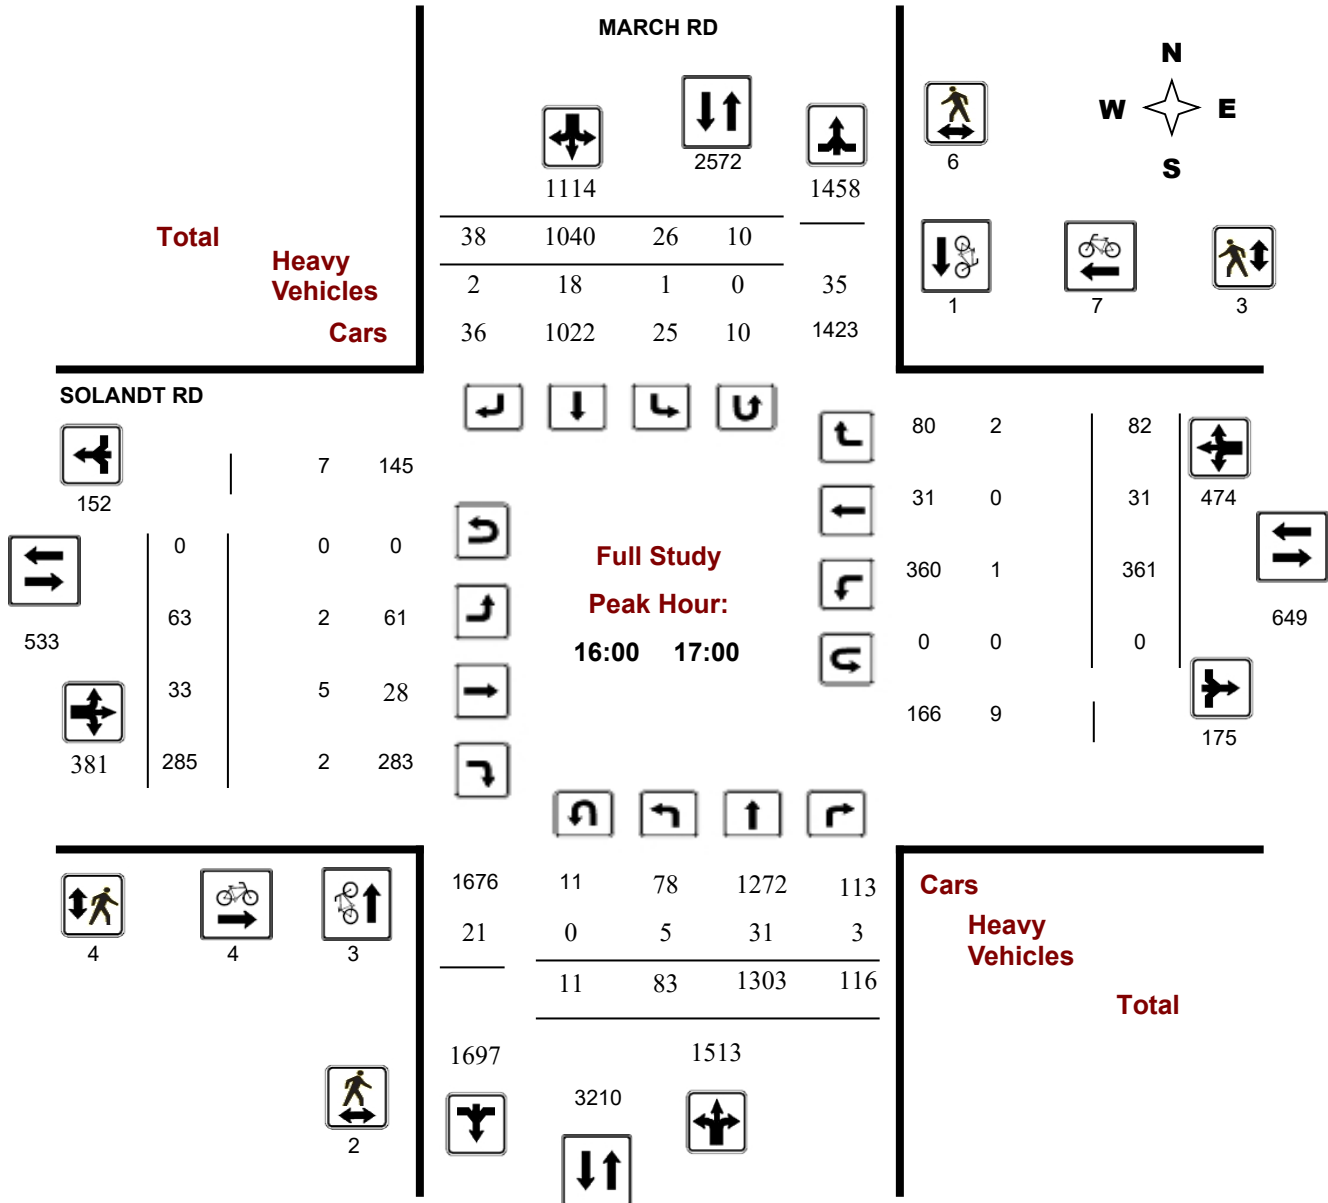 MARCH RD
N
W E
S
2572
6
1114 1458
Total 38 1040 26 10
Heavy
Vehicles 2 18 1 0 35
1 7 3
Cars 36 1022 25 10 1423
SOLANDT RD
80 2 82
7 145
152
31 0 31 474
0 0 0
Full Study
360 1 361
Peak Hour:
63 2 61
649
533
16:00 17:00
0 0 0
33 5 28
166 9
175
381 285 2 283
1676 11 78 1272 113
Cars
21 0 5 31 3
Heavy
Vehicles
4 4 3
11 83 1303 116
Total
1697 1513
3210
2